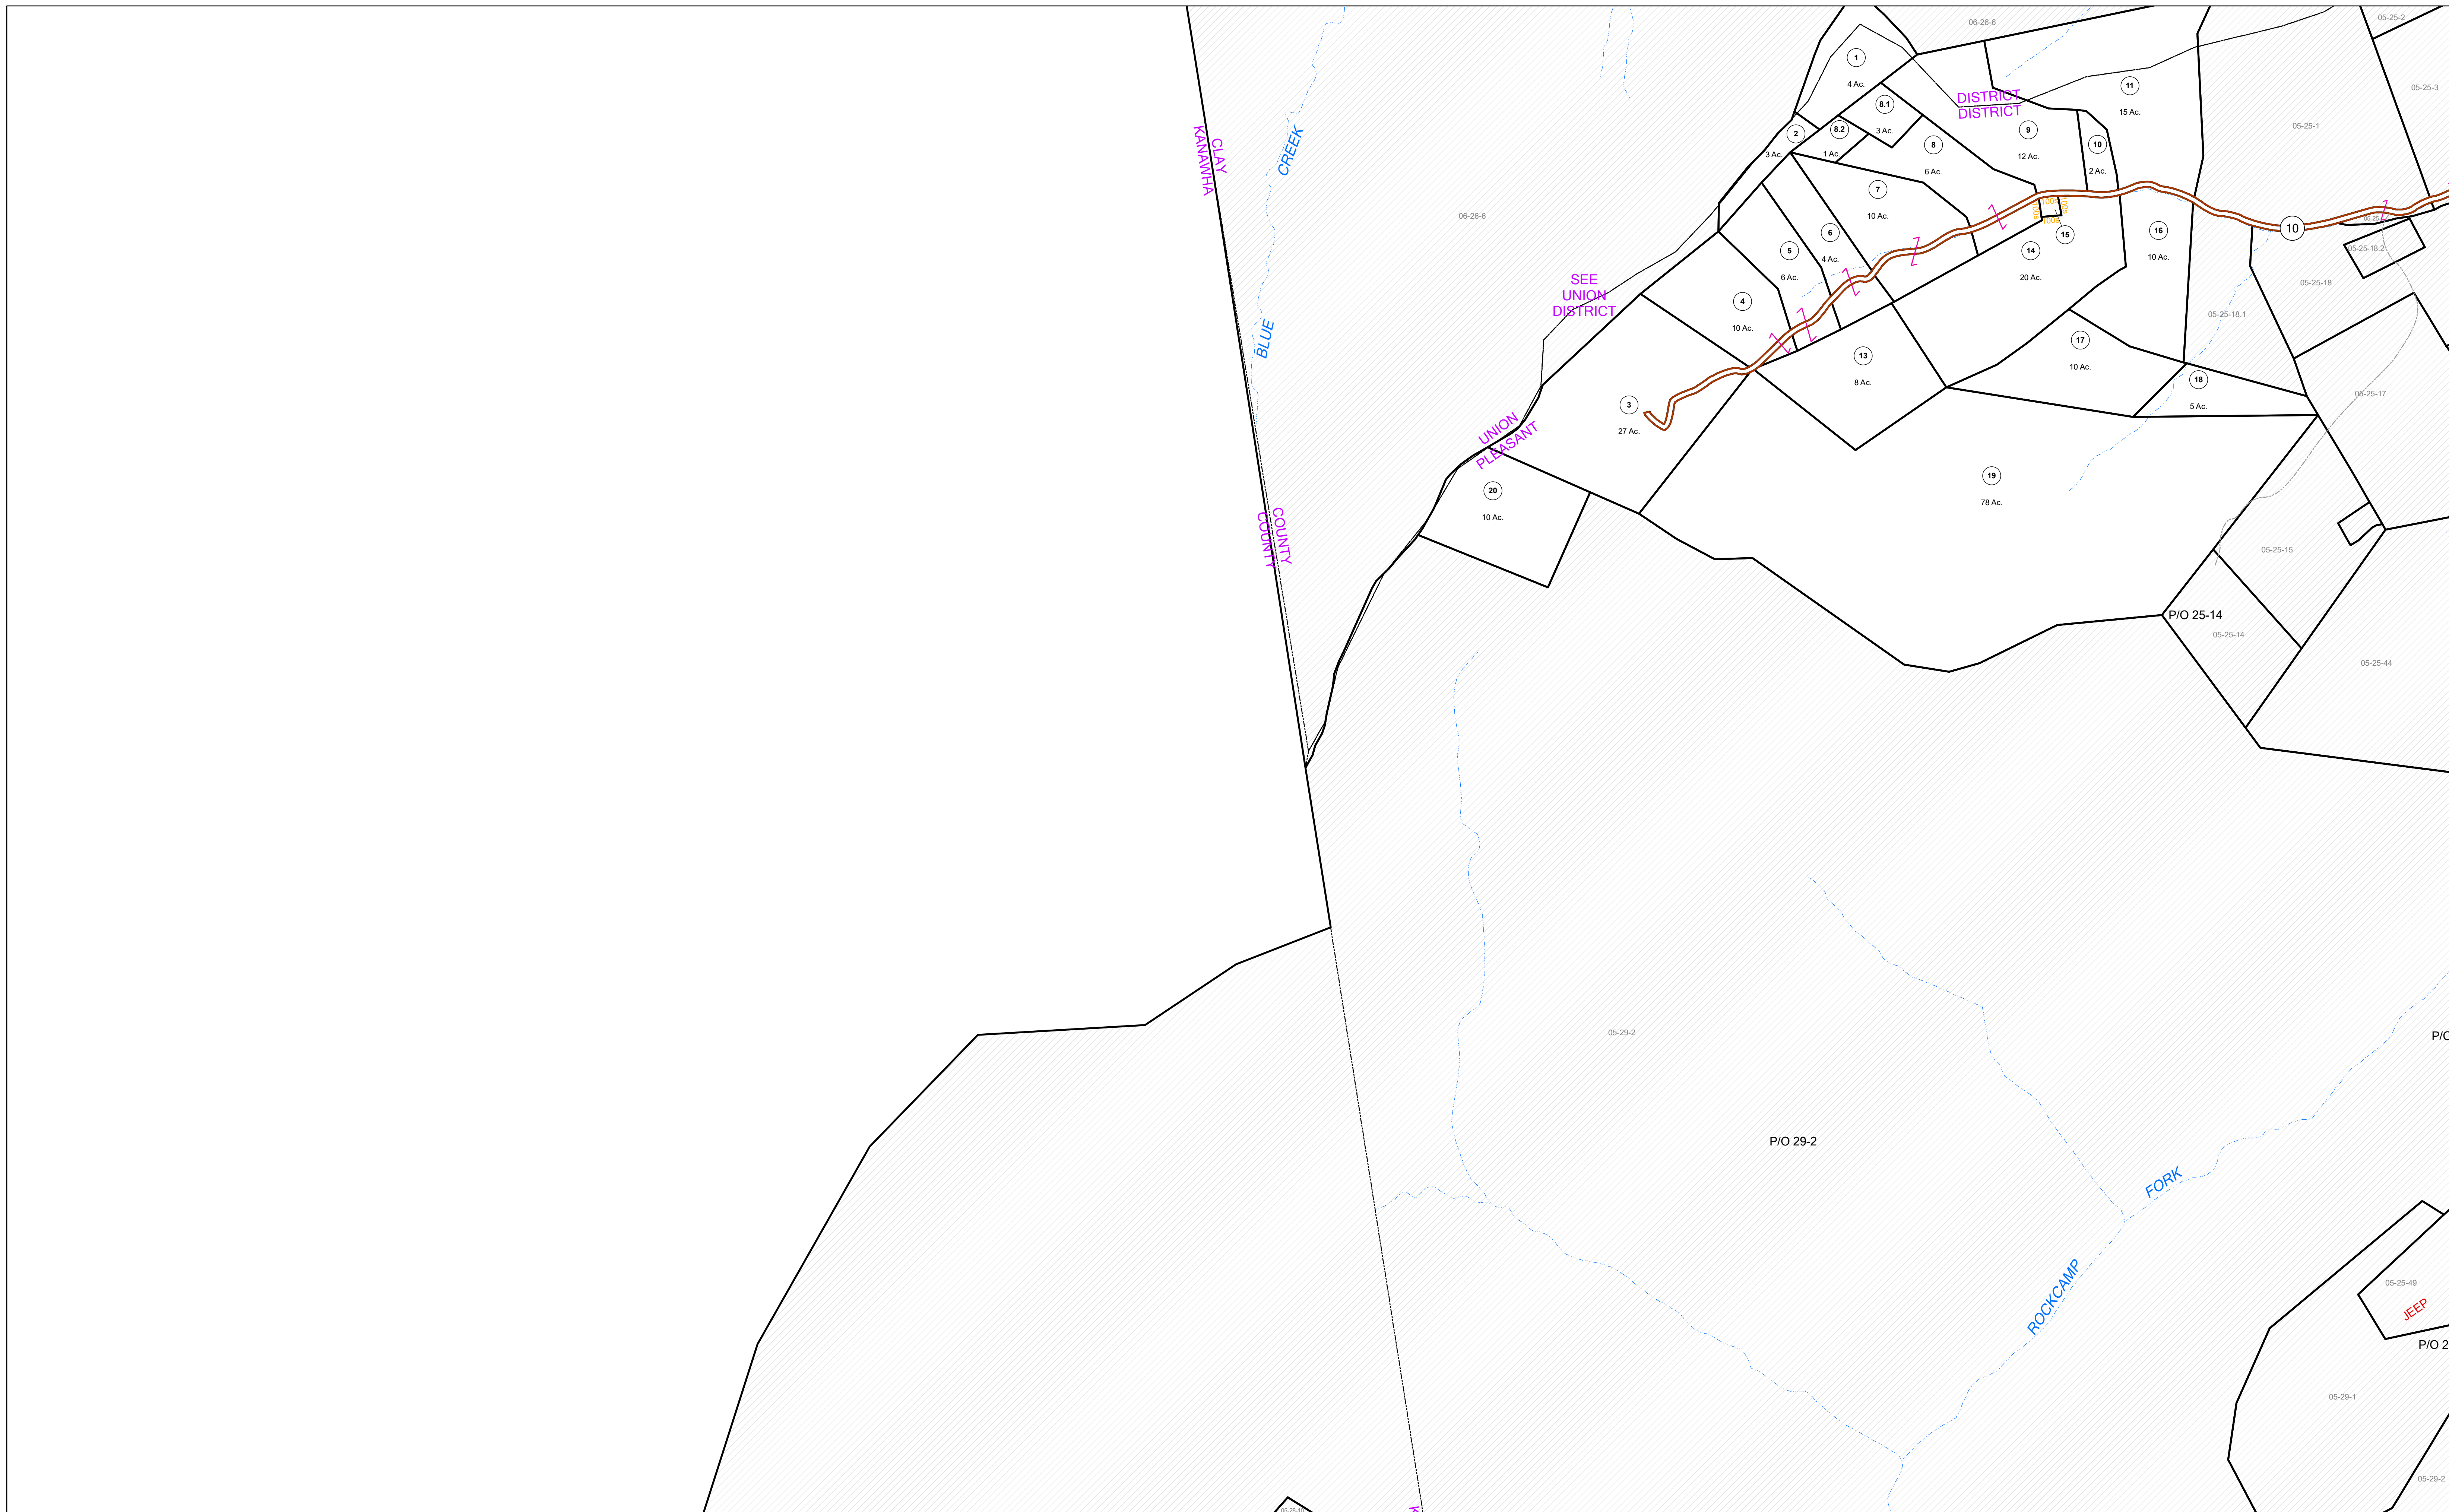 06-26-6
05-25-2
1
4 Ac.
11
15 Ac.
05-25-3
DISTRICT
DISTRICT
8.1
3 Ac.
05-25-1
2
3 Ac.
8.2
1 Ac.
8
6 Ac.
9
12 Ac.
10
2 Ac.
CLAY
KANAWHA
CREEK
7
10 Ac.
06-26-6
100s
100s
15
10
05-25-18.2
5
6 Ac.
6
4 Ac.
14
20 Ac.
16
10 Ac.
SEE
UNION
DISTRICT
05-25-18
4
10 Ac.
05-25-18.1
BLUE
13
8 Ac.
17
10 Ac.
18
5 Ac.
05-25-17
3
27 Ac.
UNION
PLEASANT
19
78 Ac.
20
10 Ac.
COUNTY
COUNTY
05-25-15
P/O 25-14
05-25-14
05-25-44
05-29-2
P/O 29-2
FORK
ROCKCAMP
05-25-49
JEEP
P/O 2
05-29-1
05-29-2